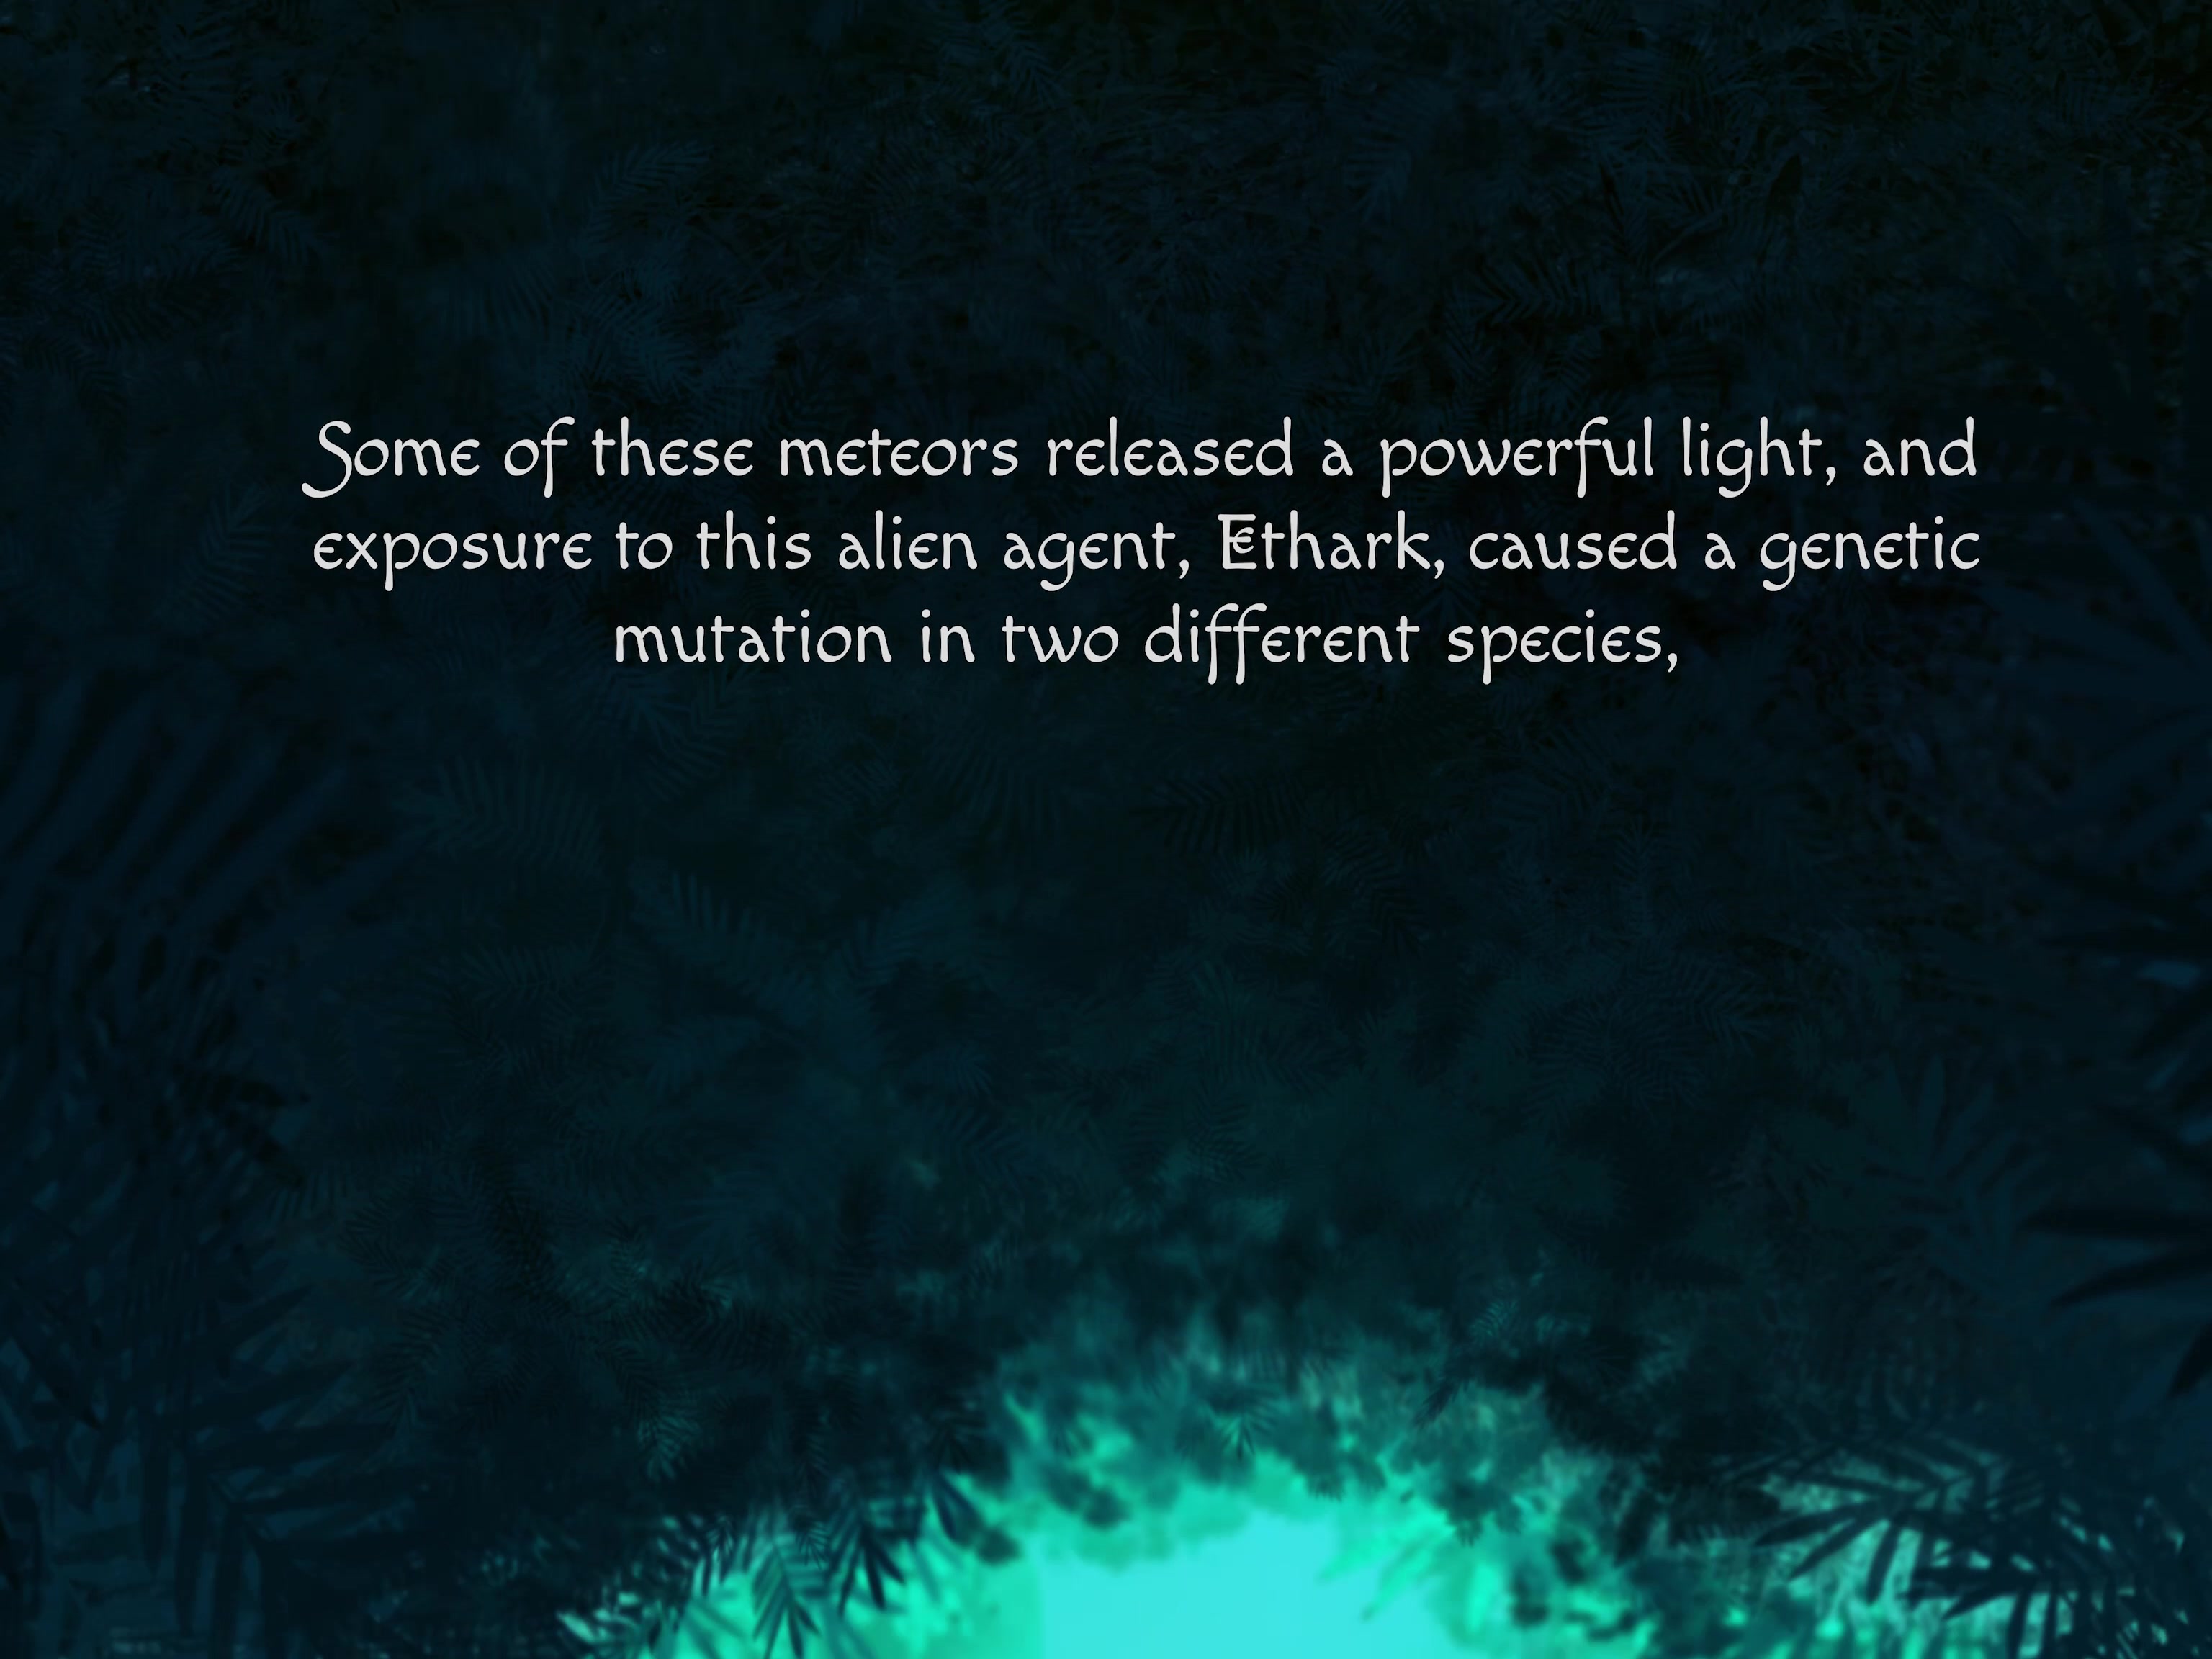 Some of these meteors released a powerful light, and
exposure to this alien agent, Ethark, caused a genetic
mutation in two different species,